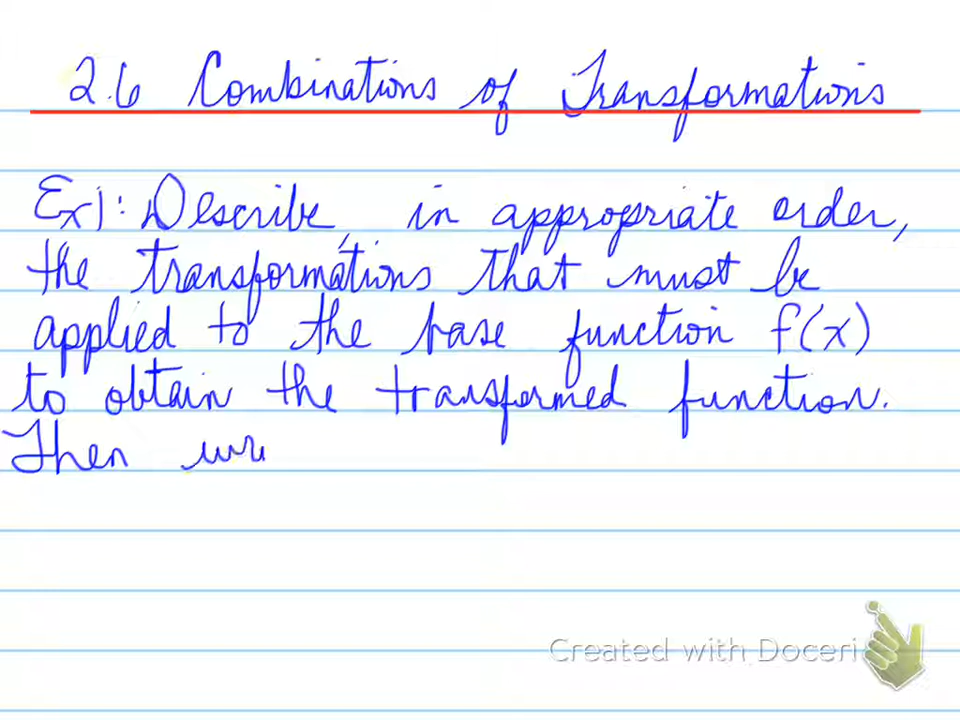 2.6 Combinations of Transformations
Ex1: Describe, in appropriate order,
the transformations that must be
applied to the base function f(x)
to obtain the transformed function.
Then wri
Created with Doceri